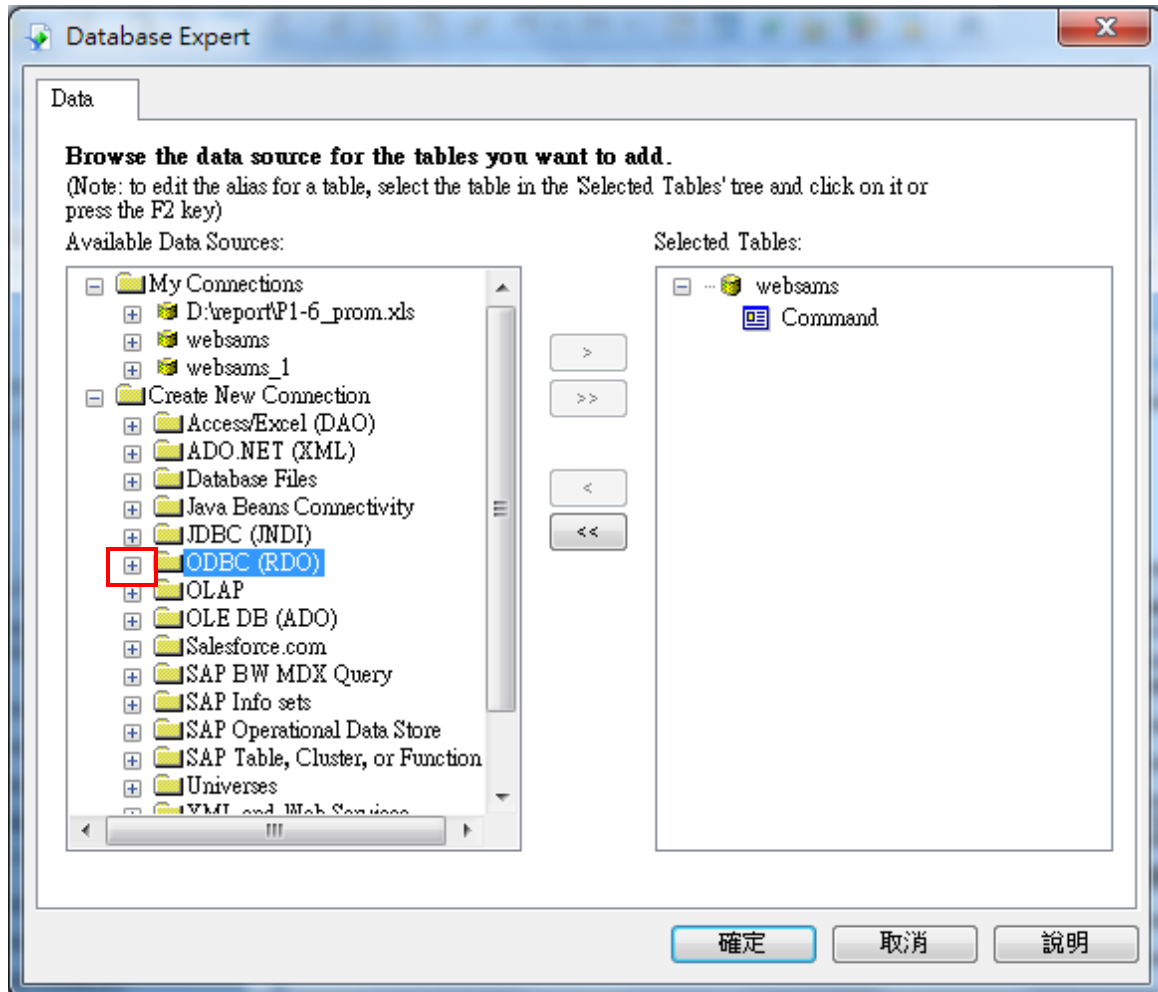 Database Expert
Data
Browse the data source for the tables you want to add.
(Note: to edit the alias for a table, select the table in the 'Selected Tables' tree and click on it or
press the F2 key)
Available Data Sources:
My Connections
D:\report\P1-6_prom.xls
websams
websams_1
Create New Connection
Access/Excel (DAO)
ADO.NET (XML)
Database Files
Java Beans Connectivity
JDBC (JNDI)
ODBC (RDO)
OLAP
OLE DB (ADO)
Salesforce.com
SAP BW MDX Query
SAP Info sets
SAP Operational Data Store
SAP Table, Cluster, or Function
Universes
XML and Web Services
>
>>
<
<<
Selected Tables:
websams
Command
確定 取消 說明